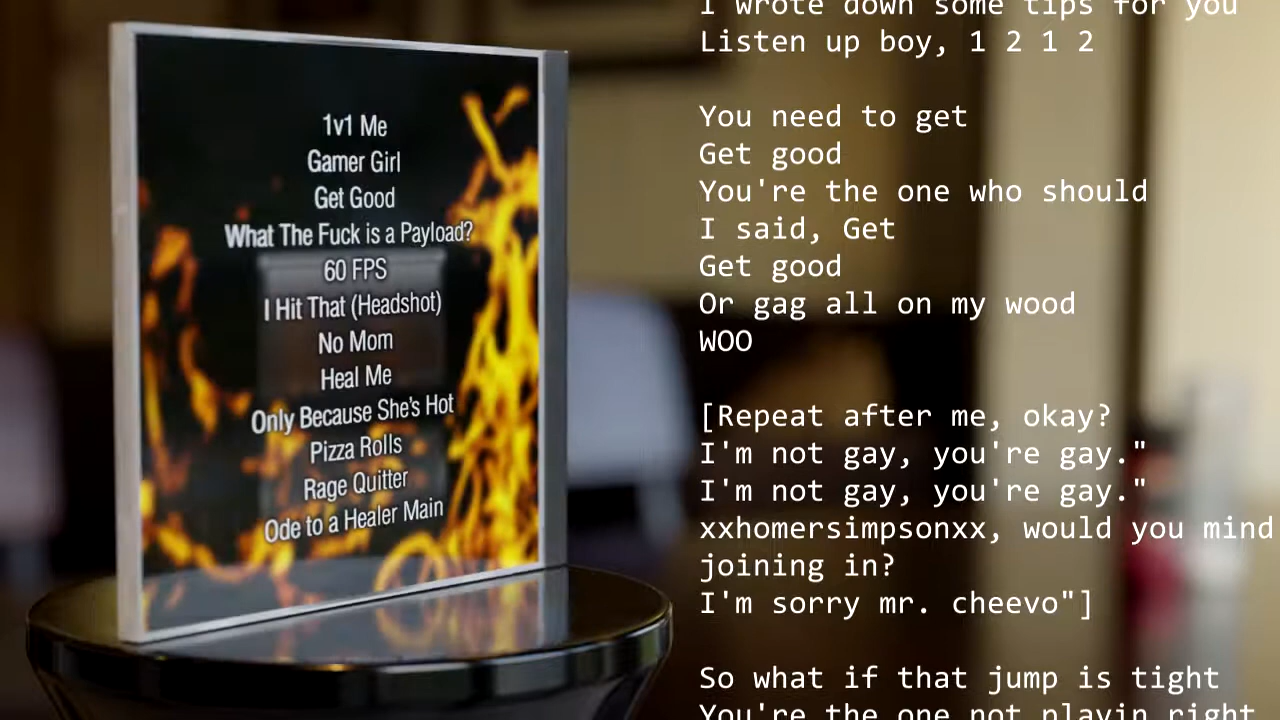 1v1 Me
Gamer Girl
Get Good
What The Fuck is a Payload?
60 FPS
I Hit That (Headshot)
No Mom
Heal Me
Only Because She's Hot
Pizza Rolls
Rage Quitter
Ode to a Healer Main
I wrote down some tips for you
Listen up boy, 1 2 1 2
You need to get
Get good
You're the one who should
I said, Get
Get good
Or gag all on my wood
WOO
[Repeat after me, okay?
I'm not gay, you're gay."
I'm not gay, you're gay."
xxhomersimpsonxx, would you mind
joining in?
I'm sorry mr. cheevo"]
So what if that jump is tight
You're the one not playin right